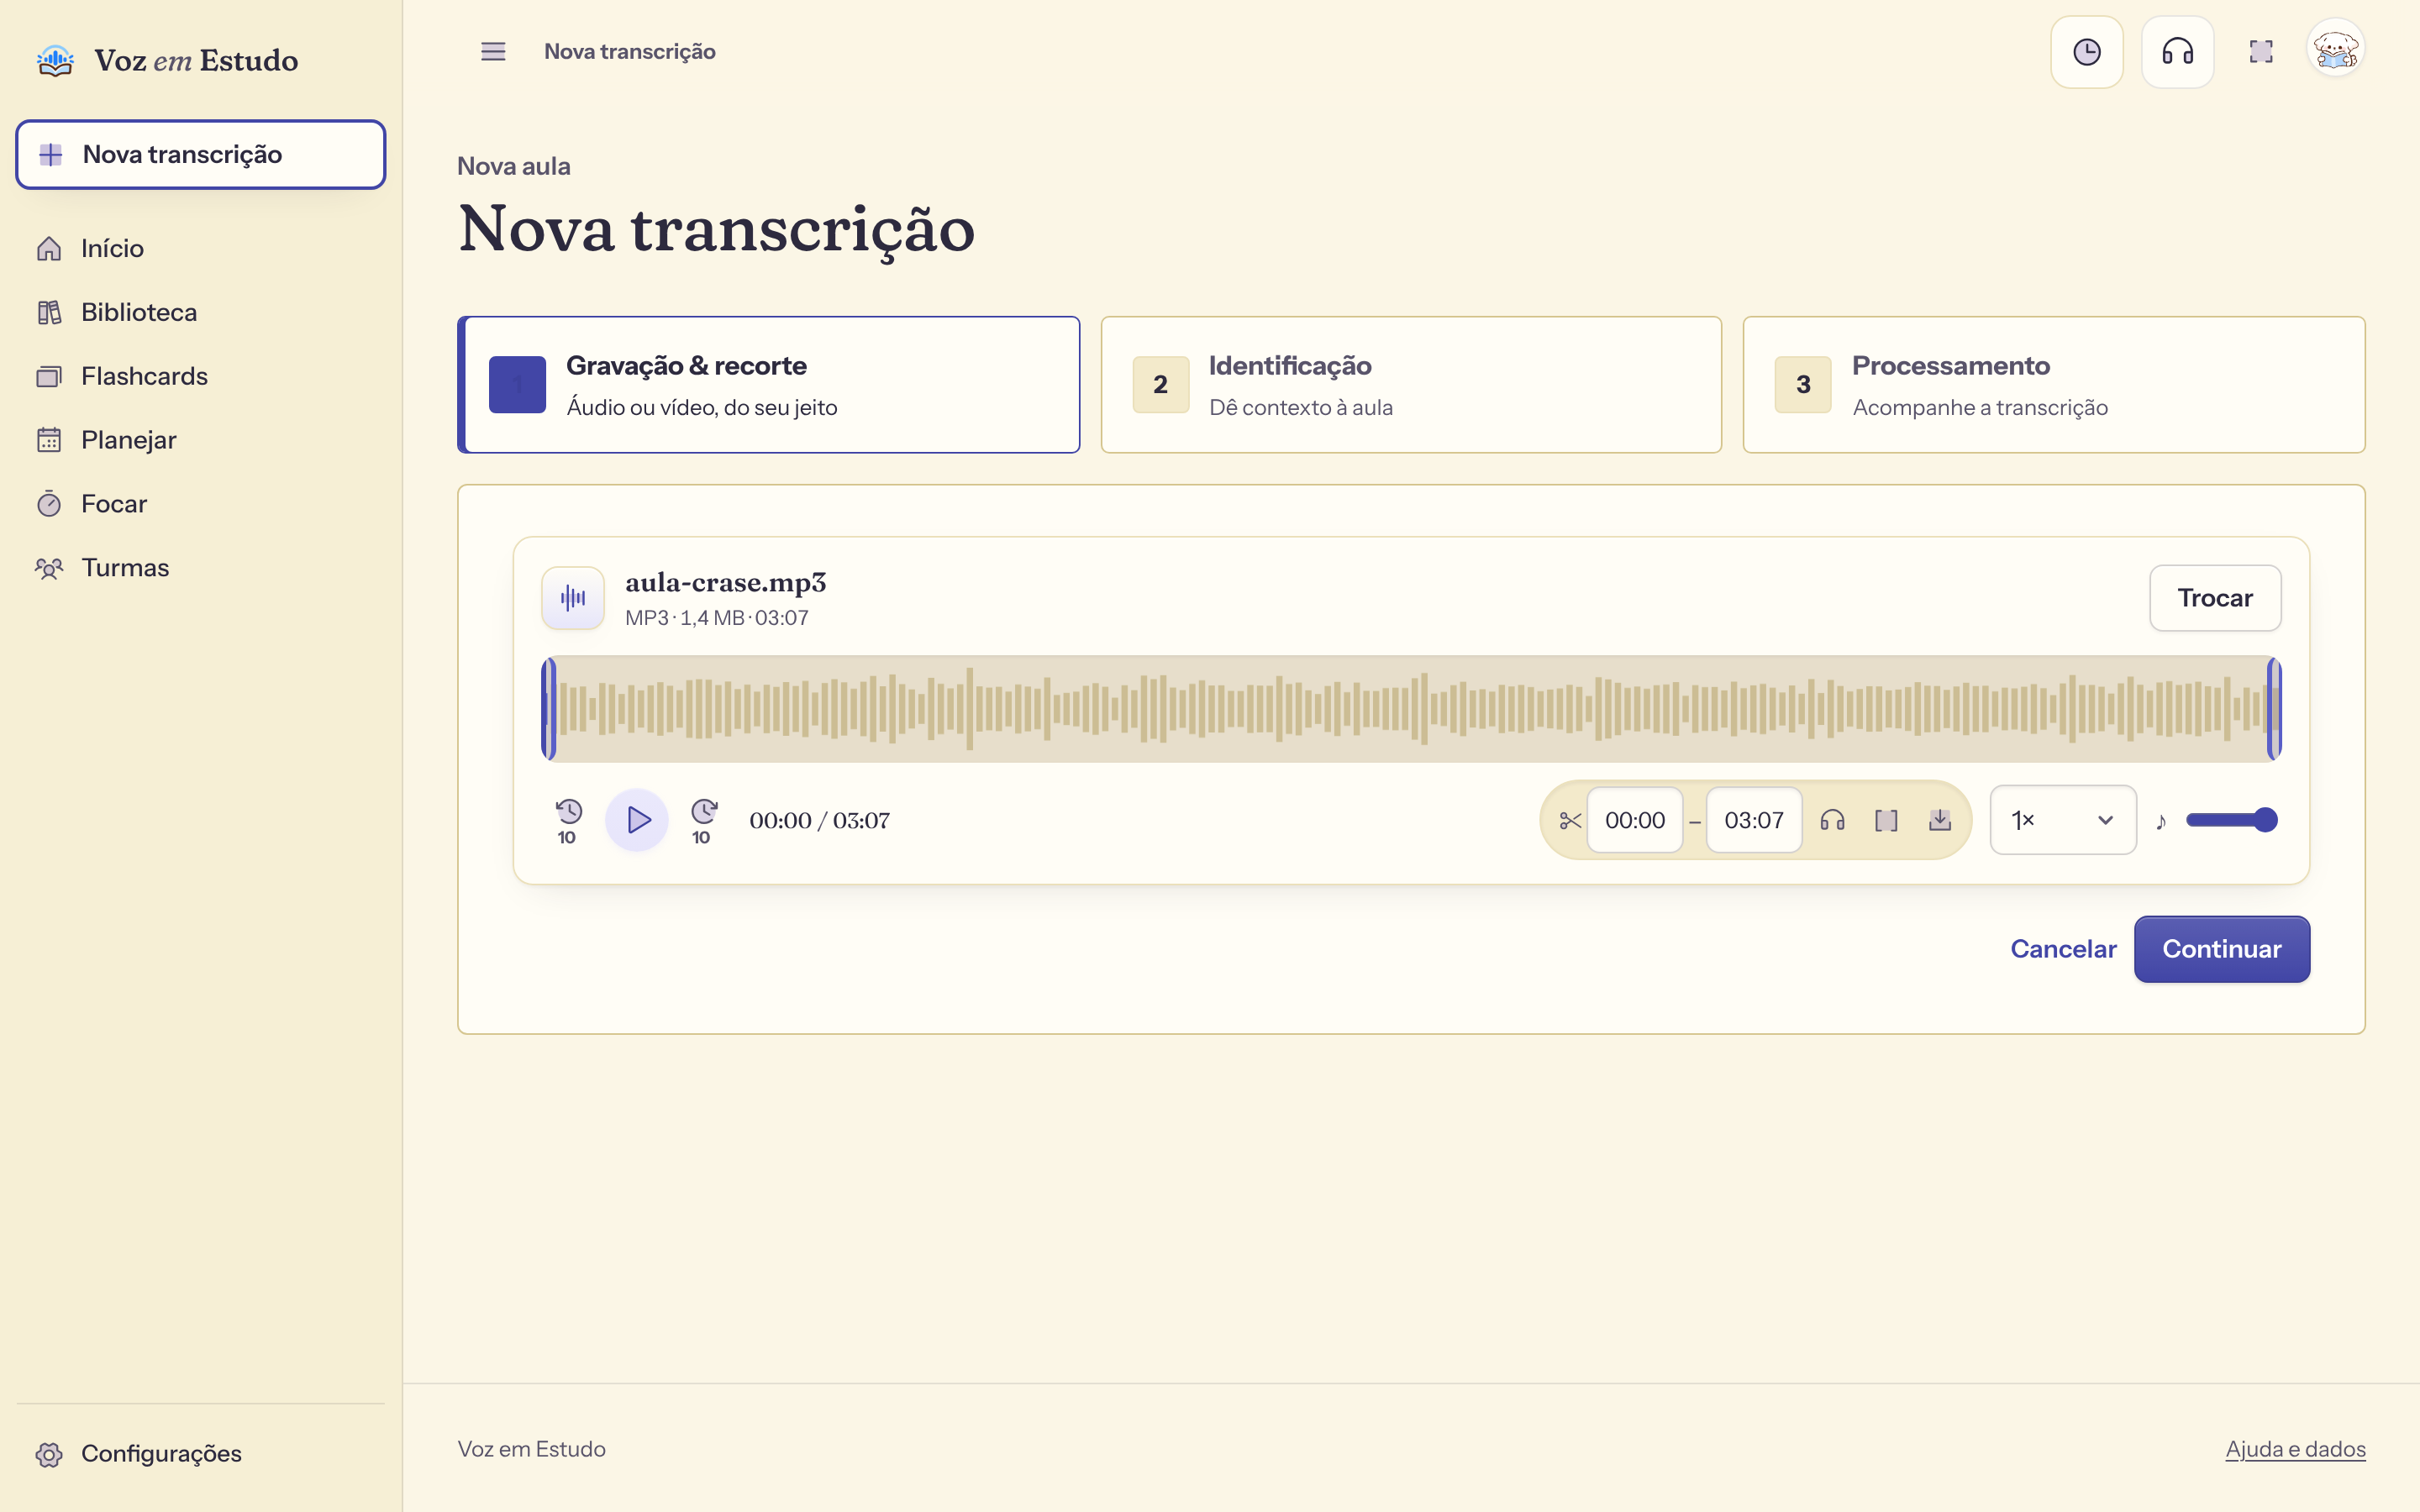 Voz em Estudo
Nova transcrição
Início
Biblioteca
Flashcards
Planejar
Focar
Turmas
Configurações
Nova transcrição
Nova aula
Nova transcrição
1
Gravação & recorte
Áudio ou vídeo, do seu jeito
2
Identificação
Dê contexto à aula
3
Processamento
Acompanhe a transcrição
aula-crase.mp3
MP3 · 1,4 MB · 03:07
Trocar
10
10
00:00 / 03:07
00:00 – 03:07
1×
Cancelar
Continuar
Voz em Estudo
Ajuda e dados